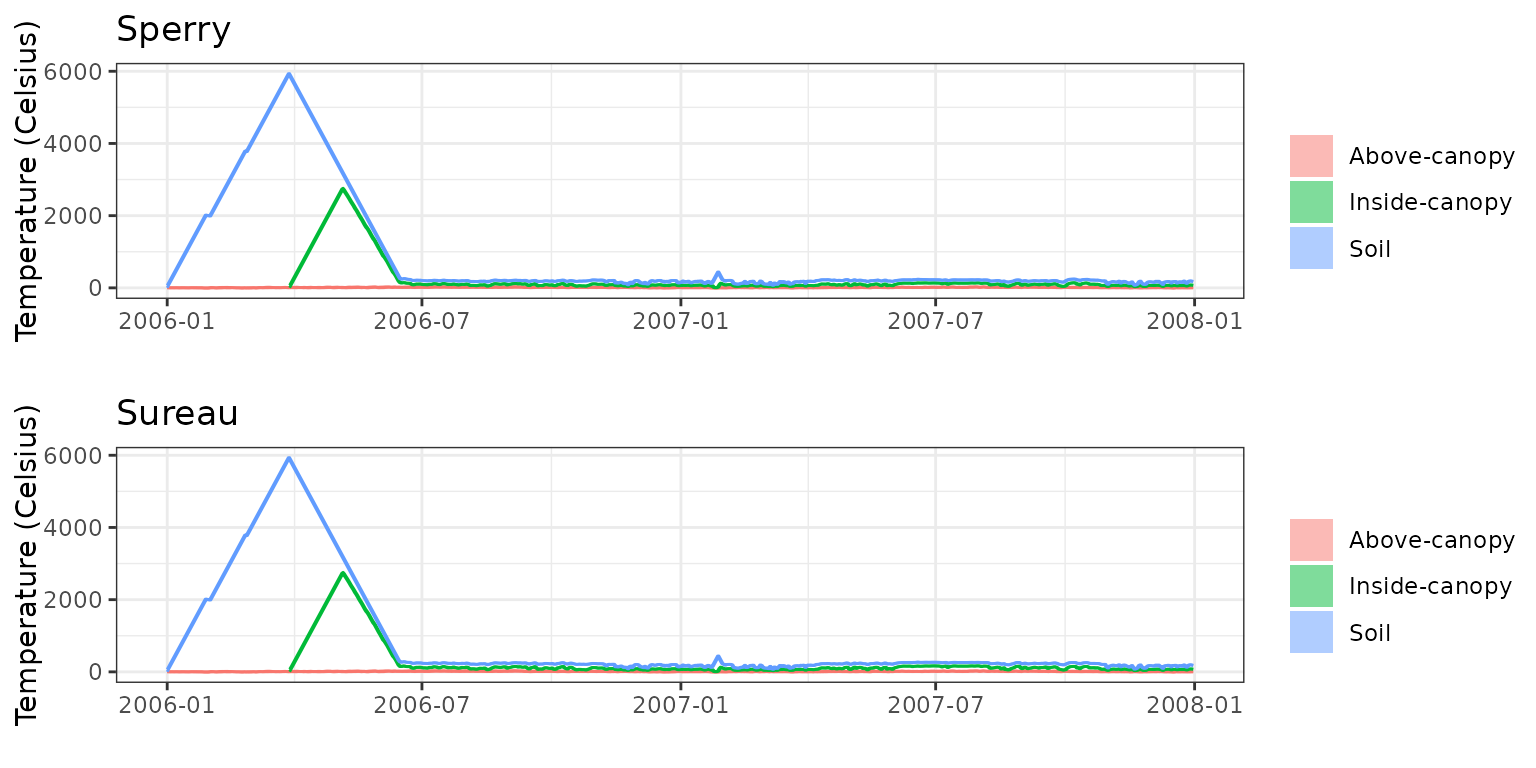 Sperry
Temperature (Celsius)
6000
4000
2000
0
2006-01 2006-07 2007-01 2007-07 2008-01
Above-canopy
Inside-canopy
Soil
Sureau
Temperature (Celsius)
6000
4000
2000
0
2006-01 2006-07 2007-01 2007-07 2008-01
Above-canopy
Inside-canopy
Soil